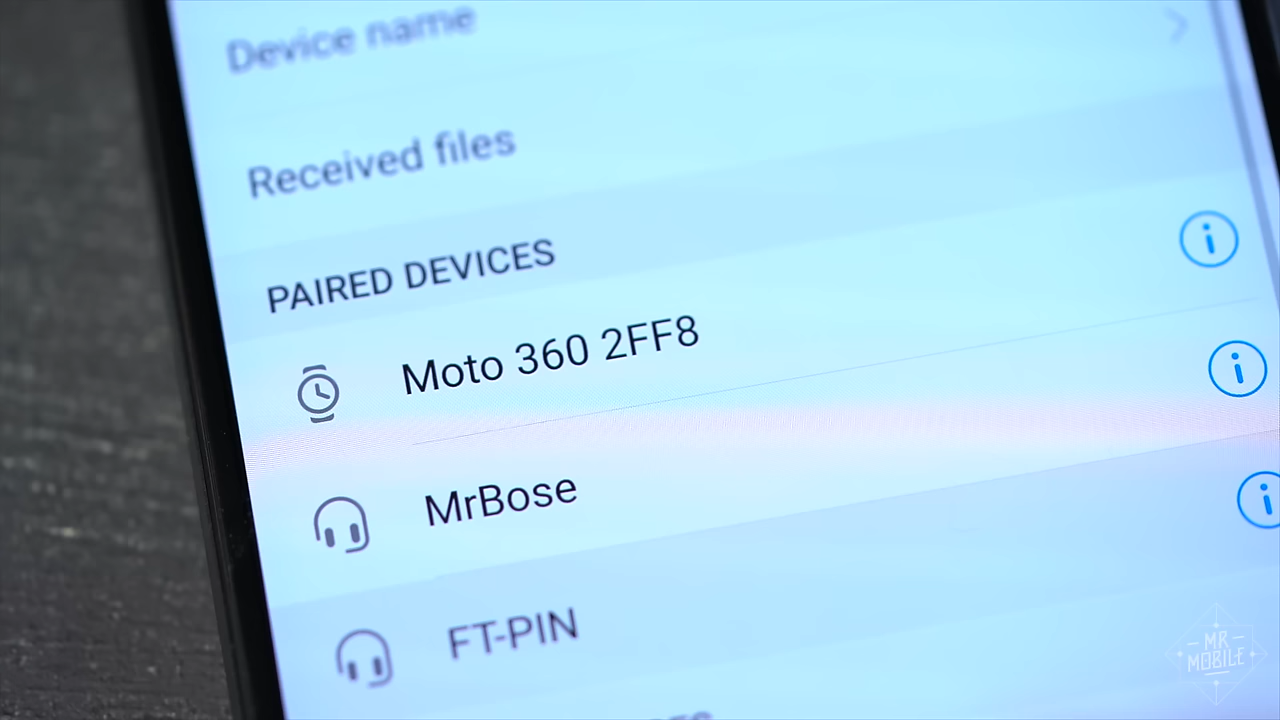 Device name
Received files
PAIRED DEVICES
Moto 360 2FF8
MrBose
FT-PIN
MR
MOBILE